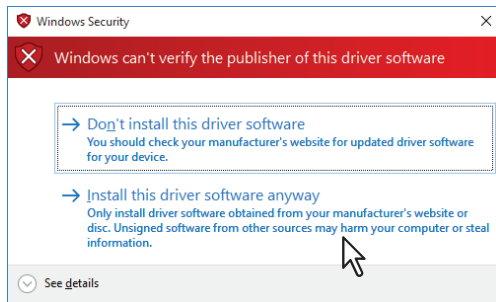 Windows Security
Windows can't verify the publisher of this driver software
Don't install this driver software
You should check your manufacturer's website for updated driver software
for your device.
Install this driver software anyway
Only install driver software obtained from your manufacturer's website or
disc. Unsigned software from other sources may harm your computer or steal
information.
See details